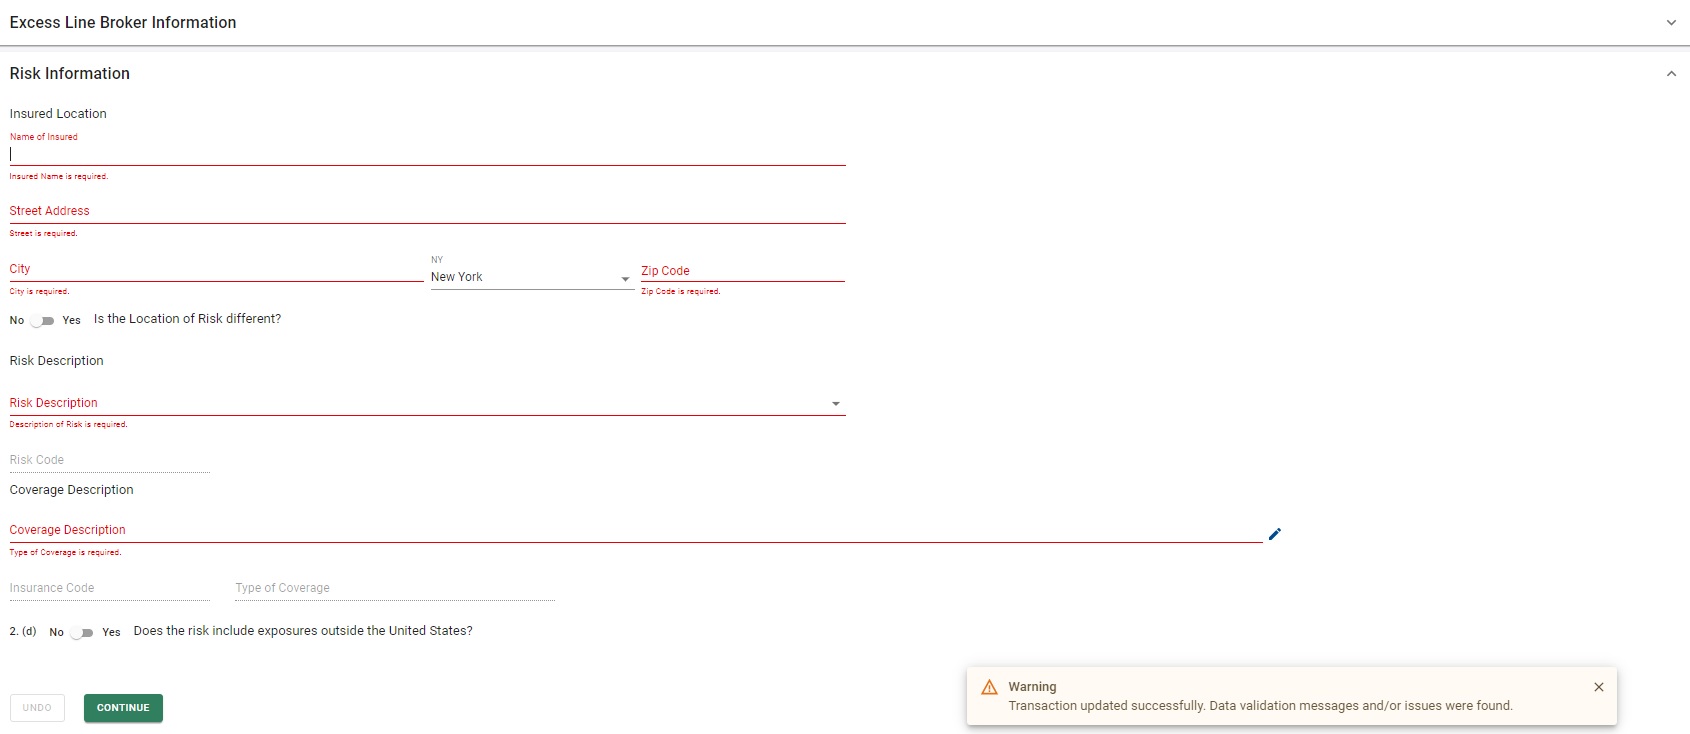 Excess Line Broker Information
Risk Information
Insured Location
Name of Insured
Insured Name is required.
Street Address
Street is required.
City
NY
New York
Zip Code
City is required.
Zip Code is required.
No Yes Is the Location of Risk different?
Risk Description
Risk Description
Description of Risk is required.
Risk Code
Coverage Description
Coverage Description
Type of Coverage is required.
Insurance Code Type of Coverage
2. (d) No Yes Does the risk include exposures outside the United States?
UNDO CONTINUE
Warning
Transaction updated successfully. Data validation messages and/or issues were found.